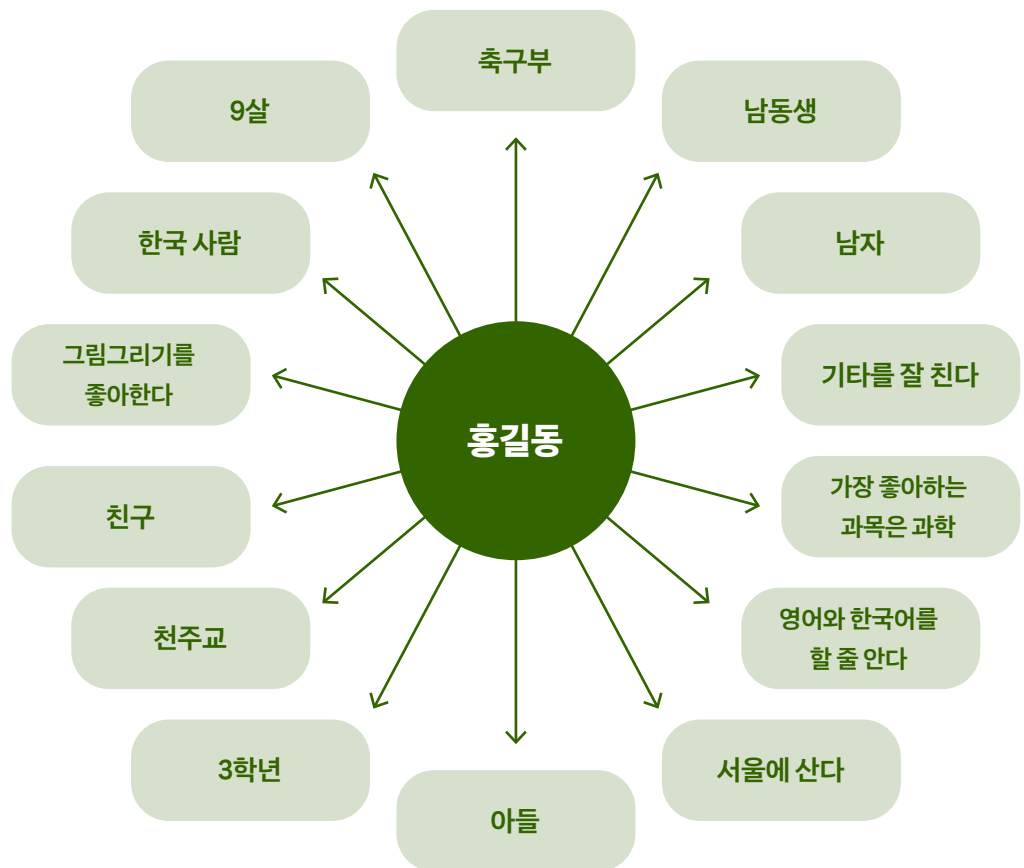 축구부
9살
남동생
한국 사람
남자
그림그리기를
좋아한다
기타를 잘 친다
홍길동
가장 좋아하는
과목은 과학
친구
영어와 한국어를
할 줄 안다
천주교
3학년
서울에 산다
아들